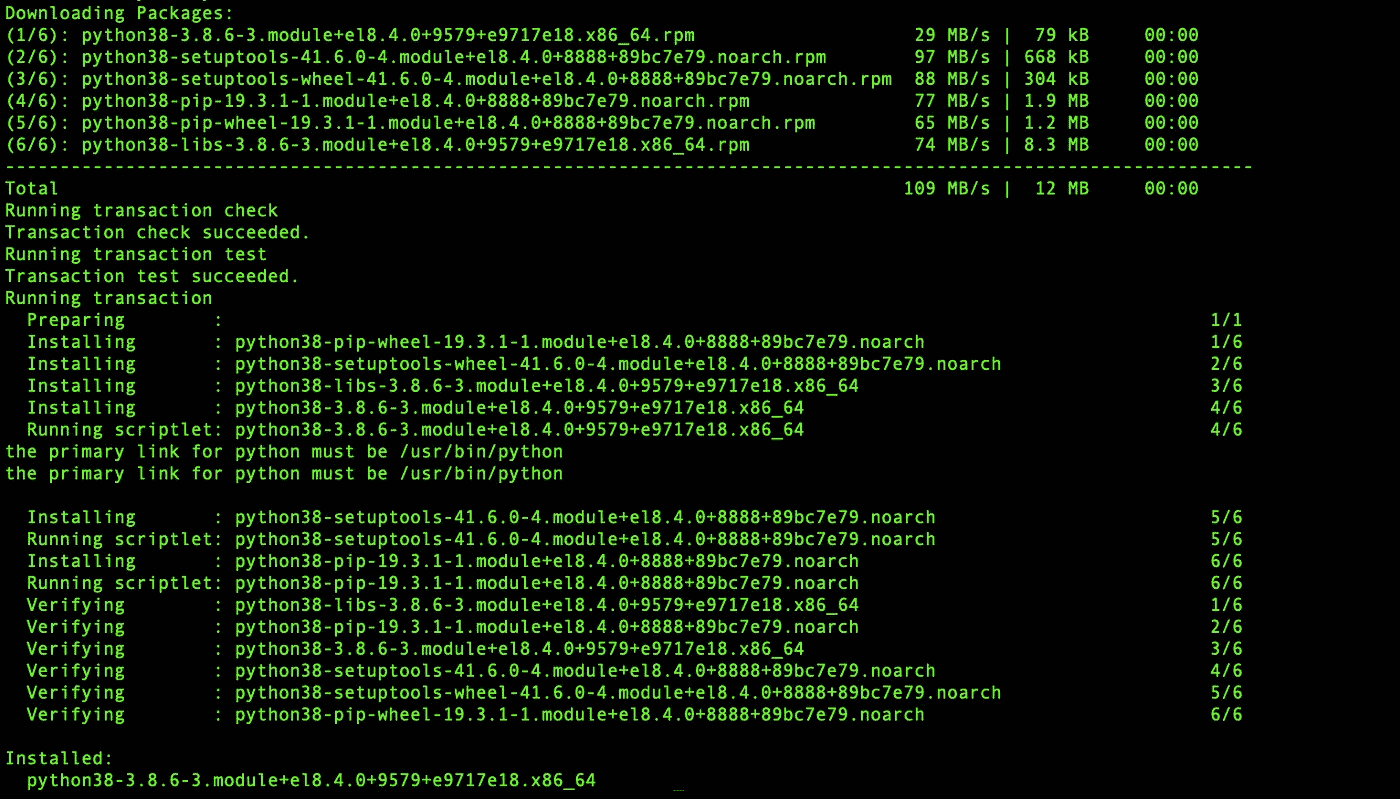 Downloading Packages:
(1/6): python38-3.8.6-3.module+el8.4.0+9579+e9717e18.x86_64.rpm 29 MB/s | 79 kB 00:00
(2/6): python38-setuptools-41.6.0-4.module+el8.4.0+8888+89bc7e79.noarch.rpm 97 MB/s | 668 kB 00:00
(3/6): python38-setuptools-wheel-41.6.0-4.module+el8.4.0+8888+89bc7e79.noarch.rpm 88 MB/s | 304 kB 00:00
(4/6): python38-pip-19.3.1-1.module+el8.4.0+8888+89bc7e79.noarch.rpm 77 MB/s | 1.9 MB 00:00
(5/6): python38-pip-wheel-19.3.1-1.module+el8.4.0+8888+89bc7e79.noarch.rpm 65 MB/s | 1.2 MB 00:00
(6/6): python38-libs-3.8.6-3.module+el8.4.0+9579+e9717e18.x86_64.rpm 74 MB/s | 8.3 MB 00:00
--------------------------------------------------------------------------------------------------------------
Total 109 MB/s | 12 MB 00:00
Running transaction check
Transaction check succeeded.
Running transaction test
Transaction test succeeded.
Running transaction
Preparing : 1/1
Installing : python38-pip-wheel-19.3.1-1.module+el8.4.0+8888+89bc7e79.noarch 1/6
Installing : python38-setuptools-wheel-41.6.0-4.module+el8.4.0+8888+89bc7e79.noarch 2/6
Installing : python38-libs-3.8.6-3.module+el8.4.0+9579+e9717e18.x86_64 3/6
Installing : python38-3.8.6-3.module+el8.4.0+9579+e9717e18.x86_64 4/6
Running scriptlet: python38-3.8.6-3.module+el8.4.0+9579+e9717e18.x86_64 4/6
the primary link for python must be /usr/bin/python
the primary link for python must be /usr/bin/python
Installing : python38-setuptools-41.6.0-4.module+el8.4.0+8888+89bc7e79.noarch 5/6
Running scriptlet: python38-setuptools-41.6.0-4.module+el8.4.0+8888+89bc7e79.noarch 5/6
Installing : python38-pip-19.3.1-1.module+el8.4.0+8888+89bc7e79.noarch 6/6
Running scriptlet: python38-pip-19.3.1-1.module+el8.4.0+8888+89bc7e79.noarch 6/6
Verifying : python38-libs-3.8.6-3.module+el8.4.0+9579+e9717e18.x86_64 1/6
Verifying : python38-pip-19.3.1-1.module+el8.4.0+8888+89bc7e79.noarch 2/6
Verifying : python38-3.8.6-3.module+el8.4.0+9579+e9717e18.x86_64 3/6
Verifying : python38-setuptools-41.6.0-4.module+el8.4.0+8888+89bc7e79.noarch 4/6
Verifying : python38-setuptools-wheel-41.6.0-4.module+el8.4.0+8888+89bc7e79.noarch 5/6
Verifying : python38-pip-wheel-19.3.1-1.module+el8.4.0+8888+89bc7e79.noarch 6/6
Installed:
python38-3.8.6-3.module+el8.4.0+9579+e9717e18.x86_64